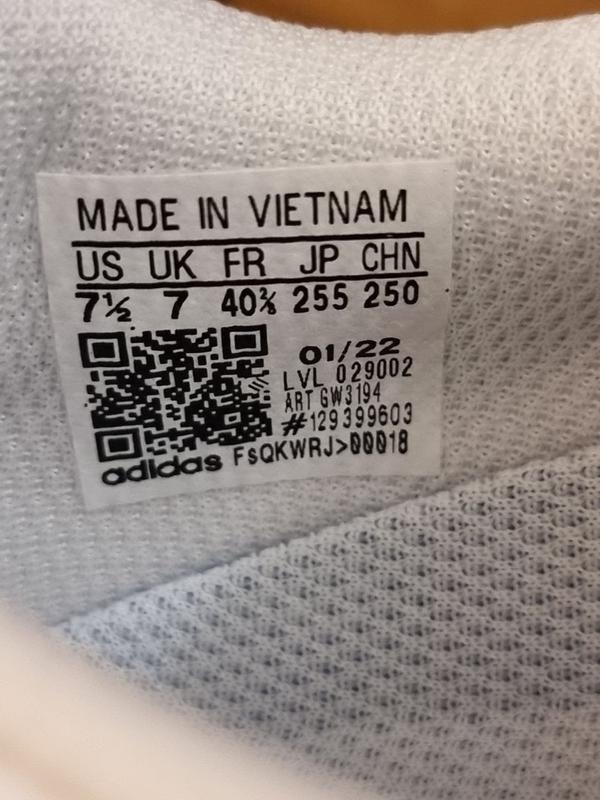 MADE IN VIETNAM
US UK FR JP CHN
7½ 7 40⅔ 255 250
01/22
LVL 029002
ART GW3194
#129399603
adidas FSQKWRJ>00018